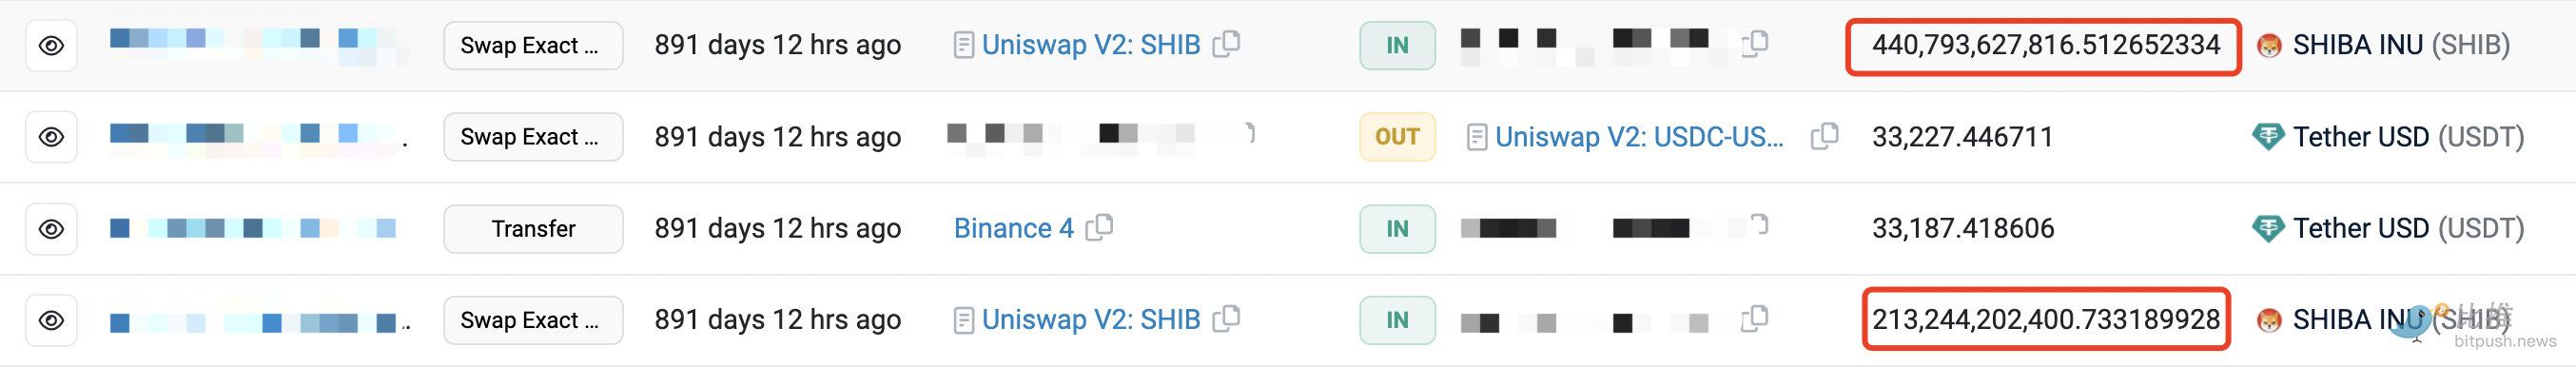 Swap Exact ... 891 days 12 hrs ago Uniswap V2: SHIB IN 440,793,627,816.512652334 SHIBA INU (SHIB)
. Swap Exact ... 891 days 12 hrs ago OUT Uniswap V2: USDC-US... 33,227.446711 Tether USD (USDT)
Transfer 891 days 12 hrs ago Binance 4 IN 33,187.418606 Tether USD (USDT)
.. Swap Exact ... 891 days 12 hrs ago Uniswap V2: SHIB IN 213,244,202,400.733189928 SHIBA INU (SHIB)
比推
bitpush.news